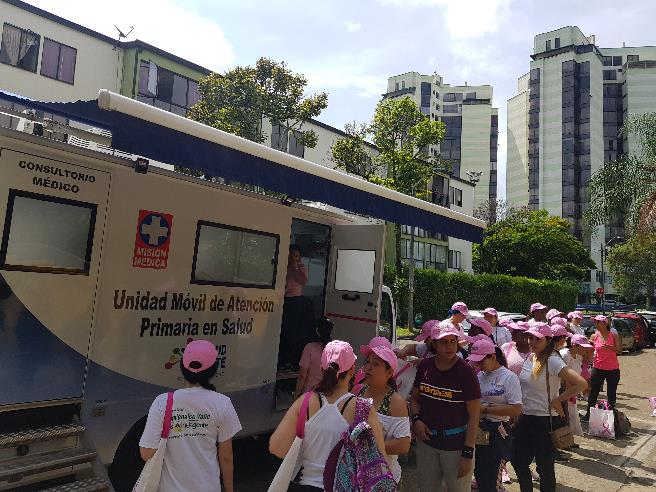 CONSULTORIO
MÉDICO
MISIÓN
MÉDICA
Unidad Móvil de Atención
Primaria en Salud